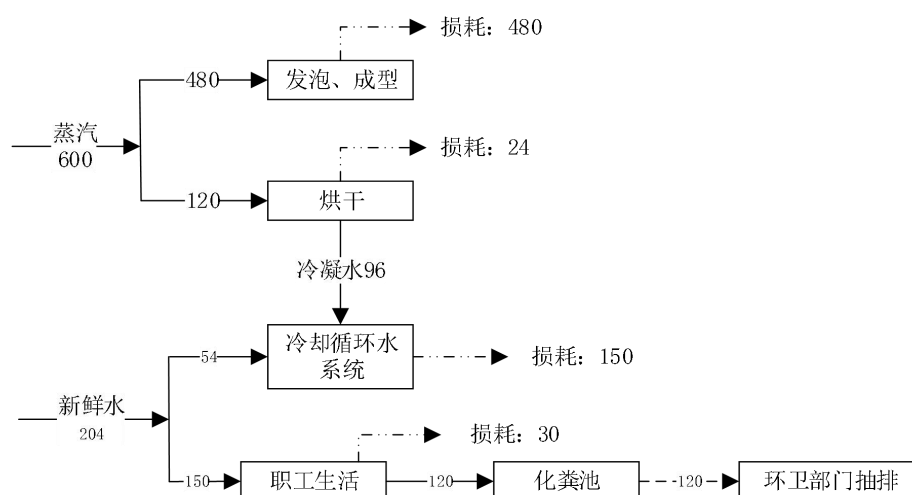 损耗：480
480
发泡、成型
蒸汽
600
损耗：24
120
烘干
冷凝水96
54
冷却循环水
系统
损耗：150
新鲜水
204
损耗：30
150
职工生活
120
化粪池
120
环卫部门抽排